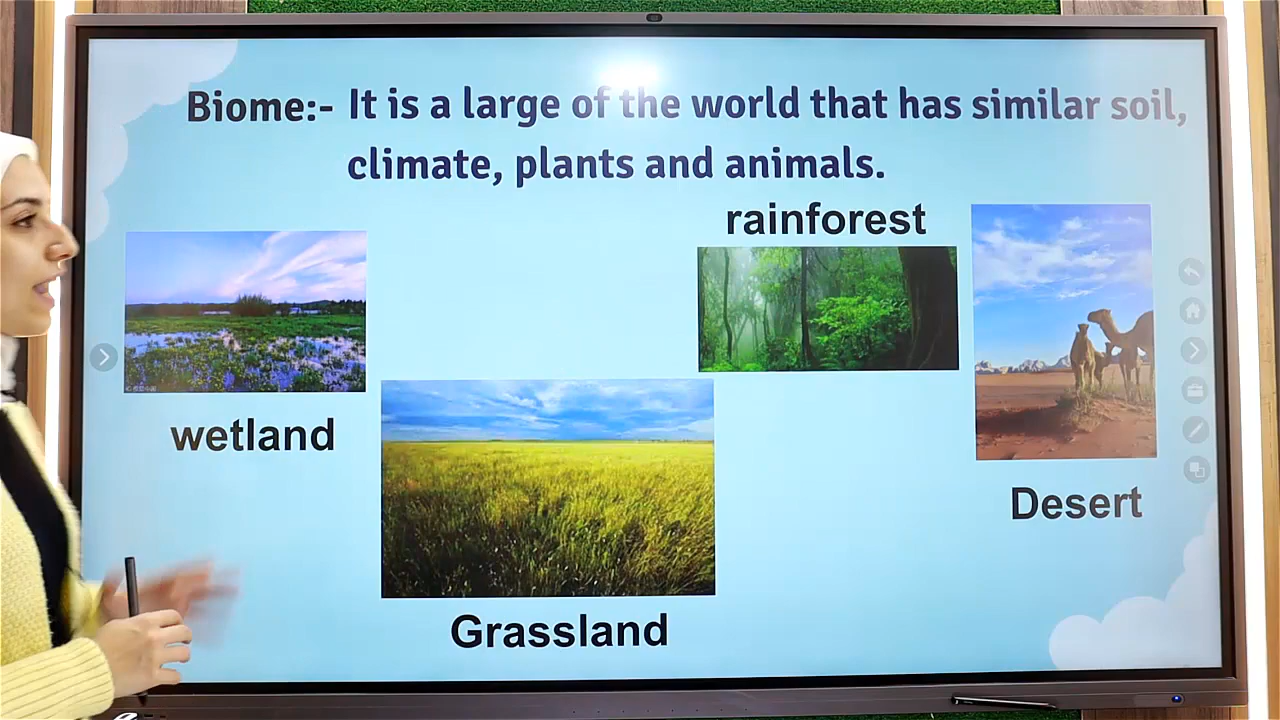 Biome:- It is a large of the world that has similar soil,
climate, plants and animals.
rainforest
wetland
Desert
Grassland